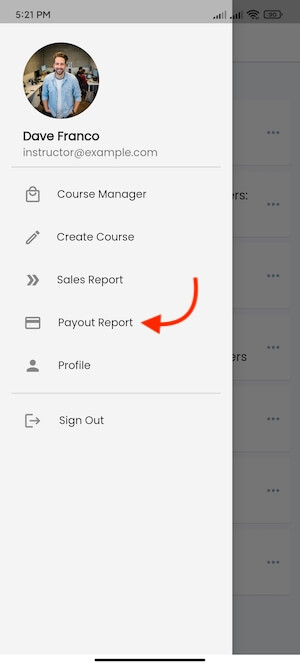 5:21 PM
90
Dave Franco
instructor@example.com
Course Manager
ers:
Create Course
Sales Report
Payout Report
ers
Profile
Sign Out